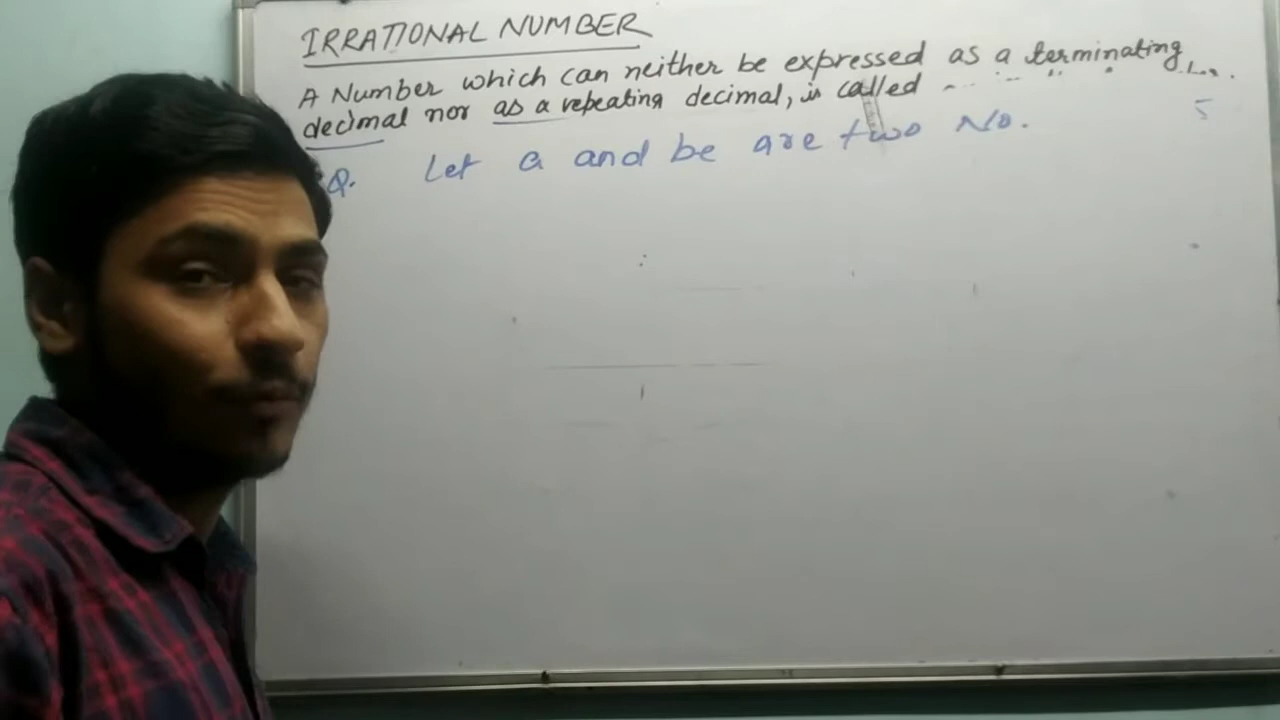 IRRATIONAL NUMBER
A Number which can neither be expressed as a terminating
decimal nor as a repeating decimal, is called
Q. Let a and be are two No.
5